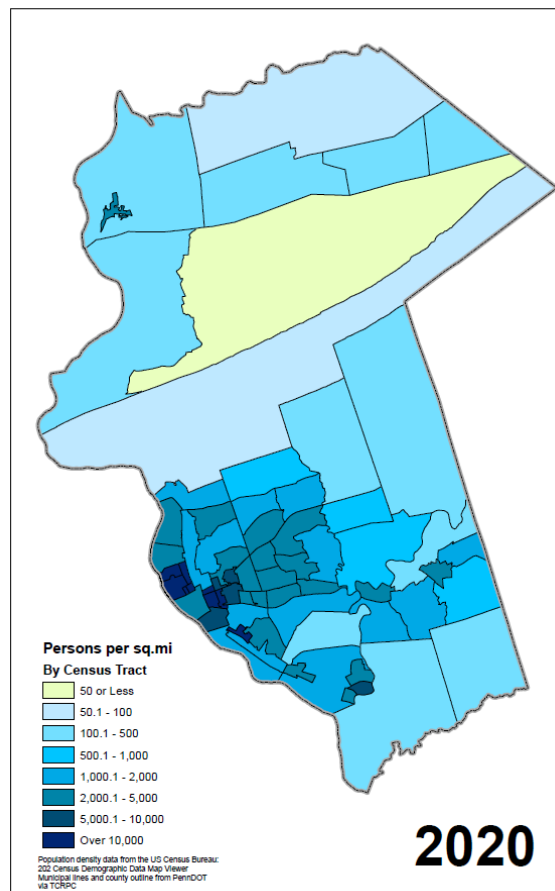 Persons per sq.mi
By Census Tract
50 or Less
50.1 - 100
100.1 - 500
500.1 - 1,000
1,000.1 - 2,000
2,000.1 - 5,000
5,000.1 - 10,000
Over 10,000
Population density data from the US Census Bureau:
202 Census Demographic Data Map Viewer
Municipal lines and county outline from PennDOT
via TCRPC
2020